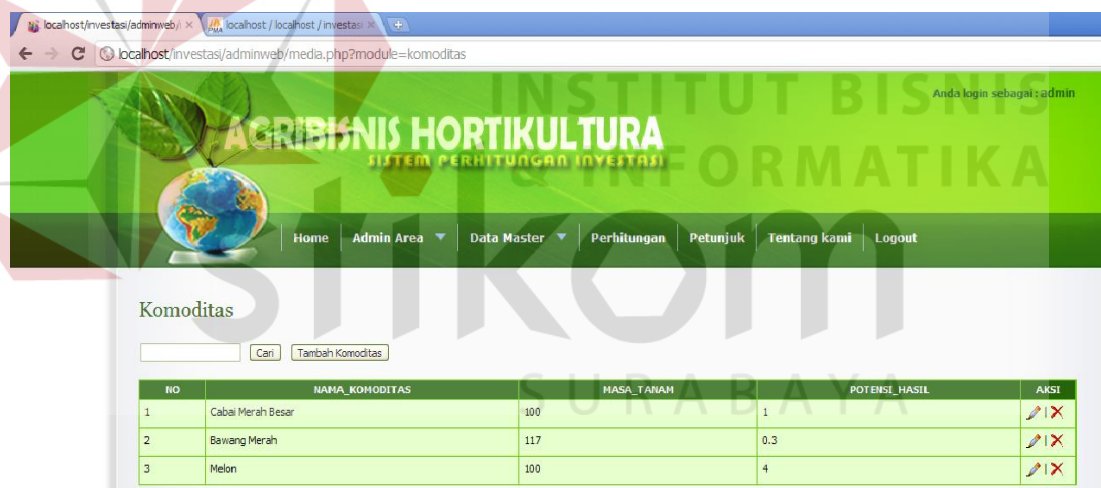 localhost/investasi/adminweb/
localhost / localhost / investasi
localhost/investasi/adminweb/media.php?module=komoditas
INSTITUT BISNIS
& INFORMATIKA
stikom
SURABAYA
Anda login sebagai : admin
AGRIBISNIS HORTIKULTURA
SISTEM PERHITUNGAN INVESTASI
Home Admin Area Data Master Perhitungan Petunjuk Tentang kami Logout
Komoditas
Cari Tambah Komoditas
NO NAMA_KOMODITAS MASA_TANAM POTENSI_HASIL AKSI
1 Cabai Merah Besar 100 1
2 Bawang Merah 117 0.3
3 Melon 100 4